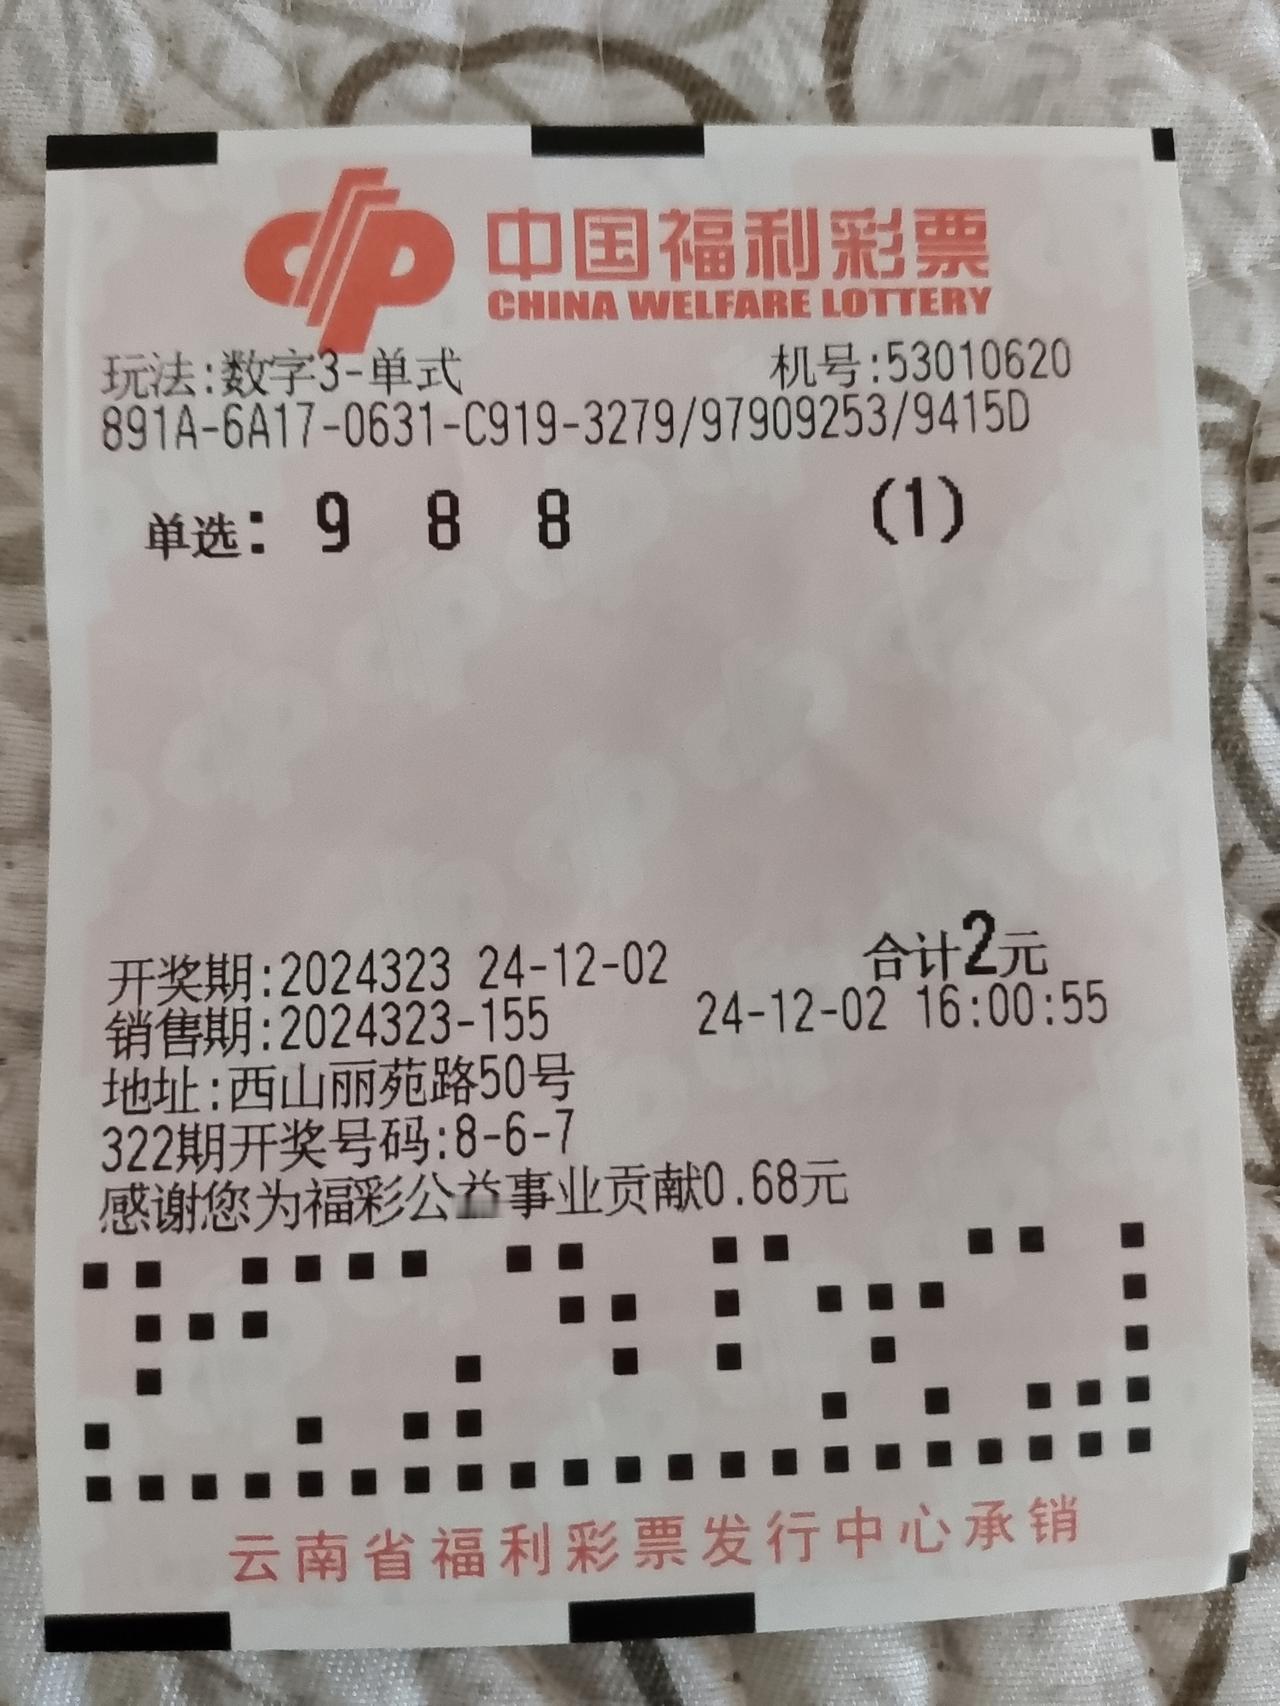 中国福利彩票
CHINA WELFARE LOTTERY
玩法:数字3-单式 机号:53010620
891A-6A17-0631-C919-3279/97909253/9415D
单选: 9 8 8 (1)
开奖期:2024323 24-12-02 合计2元
销售期:2024323-155 24-12-02 16:00:55
地址:西山丽苑路50号
322期开奖号码:8-6-7
感谢您为福彩公益事业贡献0.68元
云南省福利彩票发行中心承销